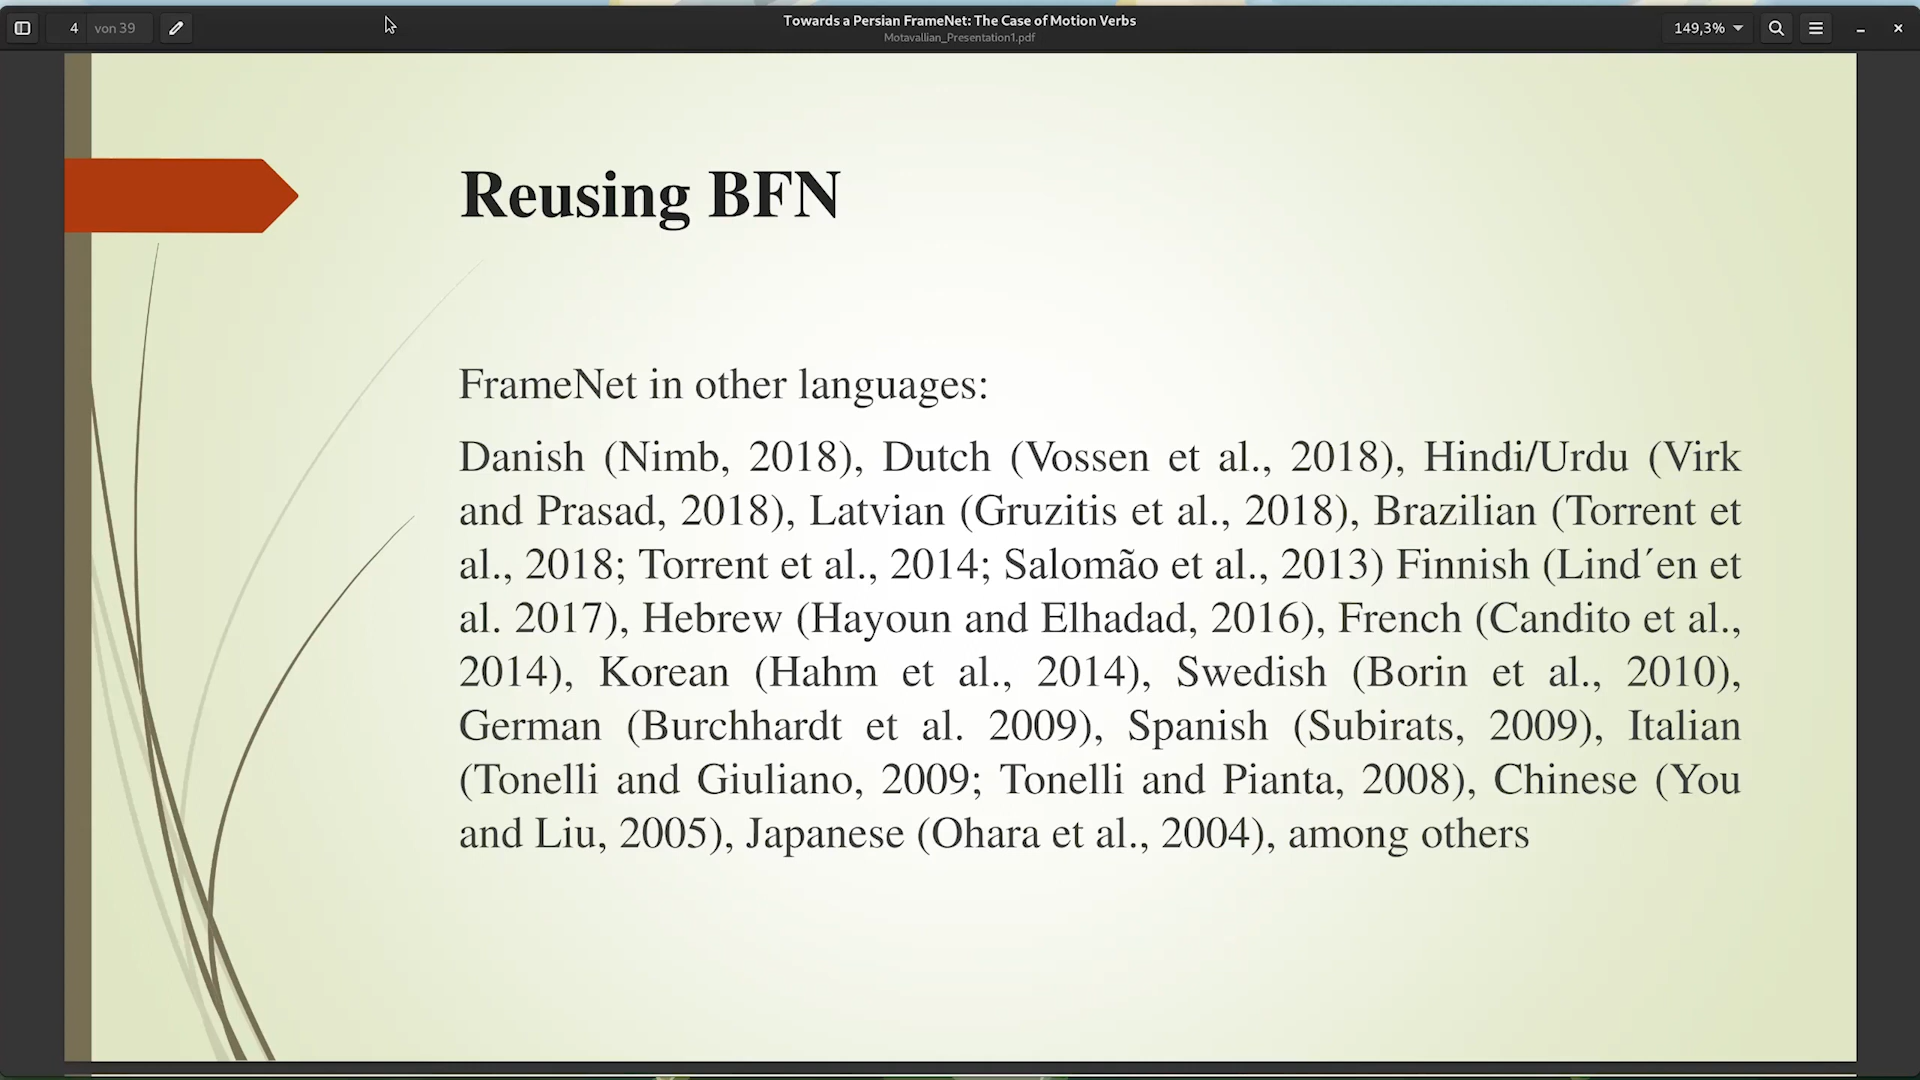 4 von 39
Towards a Persian FrameNet: The Case of Motion Verbs
Motavallian_Presentation1.pdf
149,3%
Reusing BFN
FrameNet in other languages:
Danish (Nimb, 2018), Dutch (Vossen et al., 2018), Hindi/Urdu (Virk
and Prasad, 2018), Latvian (Gruzitis et al., 2018), Brazilian (Torrent et
al., 2018; Torrent et al., 2014; Salomão et al., 2013) Finnish (Lind´en et
al. 2017), Hebrew (Hayoun and Elhadad, 2016), French (Candito et al.,
2014), Korean (Hahm et al., 2014), Swedish (Borin et al., 2010),
German (Burchhardt et al. 2009), Spanish (Subirats, 2009), Italian
(Tonelli and Giuliano, 2009; Tonelli and Pianta, 2008), Chinese (You
and Liu, 2005), Japanese (Ohara et al., 2004), among others